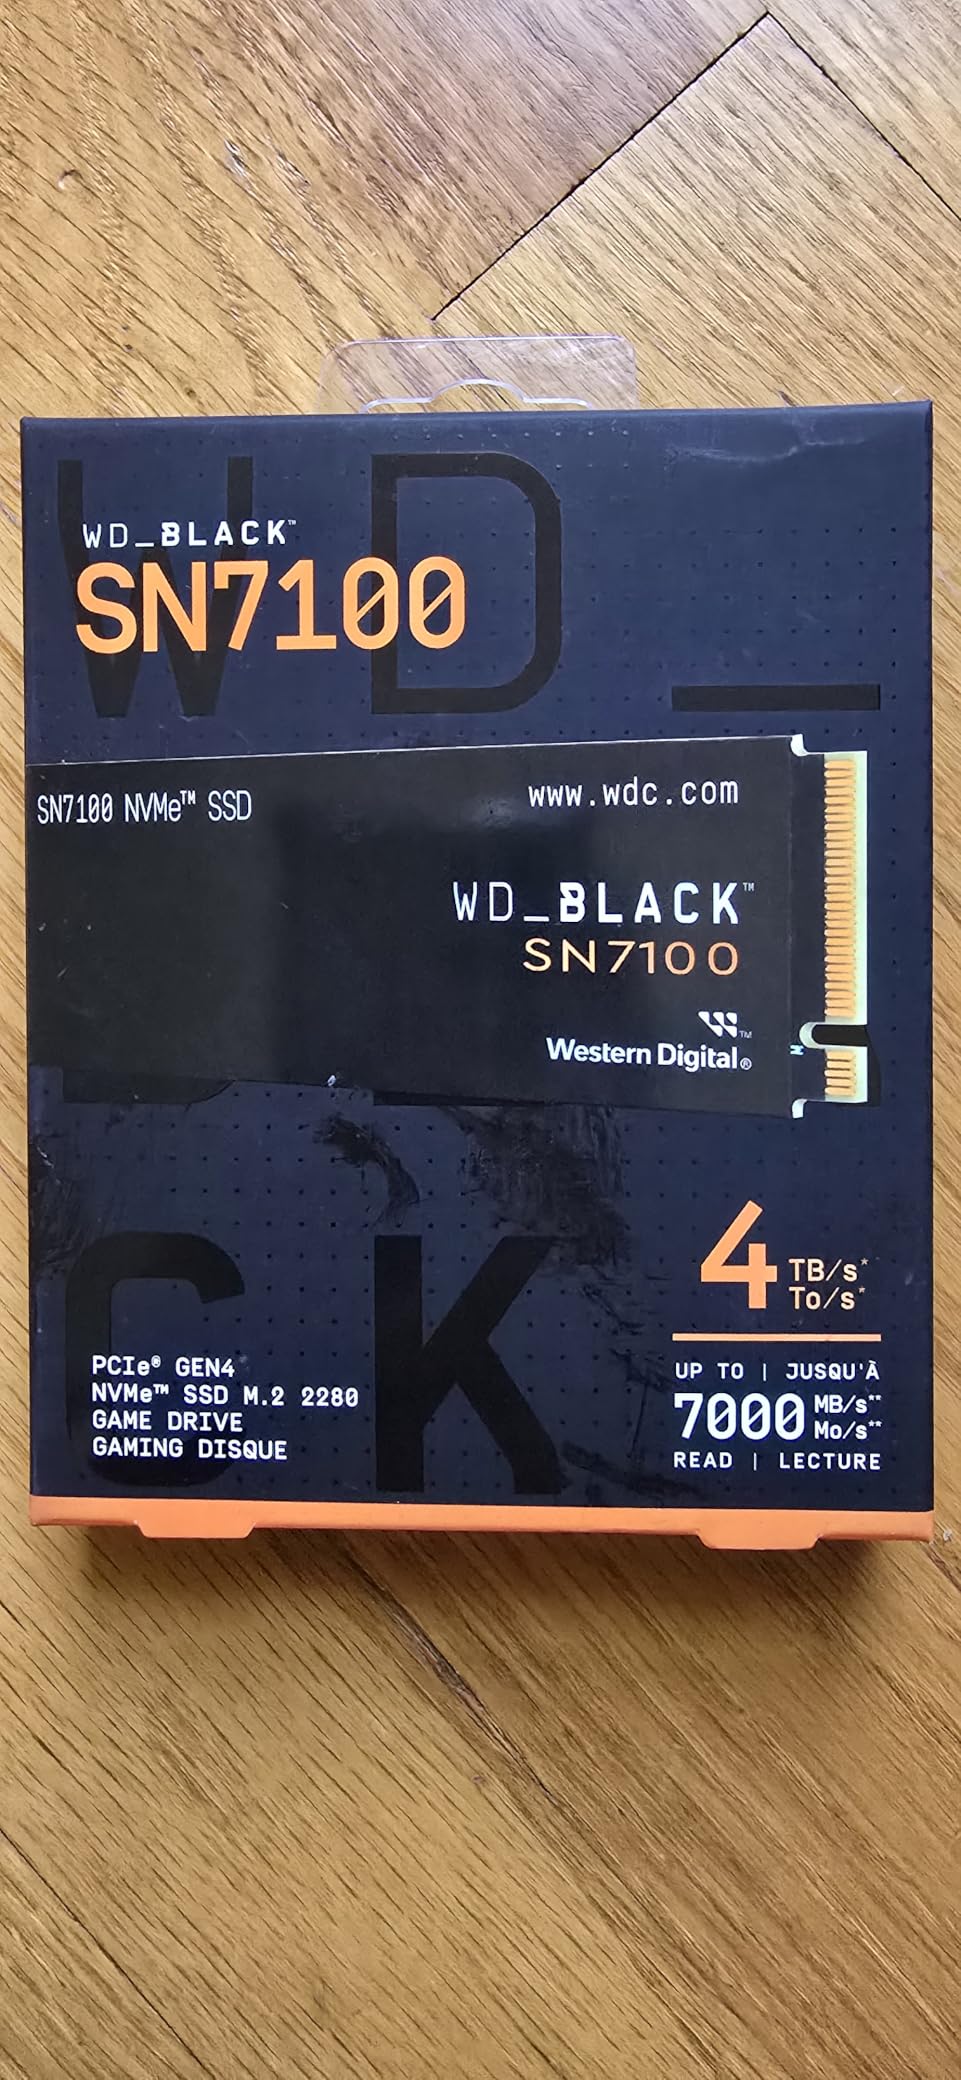 WD_BLACK™
SN7100
SN7100 NVMe™ SSD
www.wdc.com
WD_BLACK™
SN7100
Western Digital®
4 TB/s*
To/s*
PCIe® GEN4
NVMe™ SSD M.2 2280
GAME DRIVE
GAMING DISQUE
UP TO | JUSQU'À
7000 MB/s**
Mo/s**
READ | LECTURE